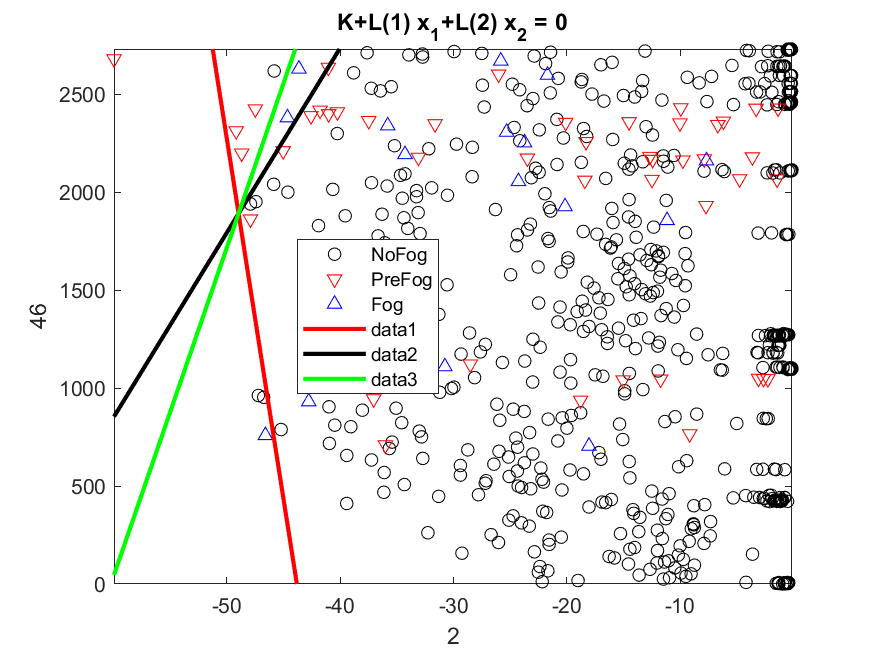 K+L(1) x1+L(2) x2 = 0
2500
2000
1500
1000
500
0
46
NoFog
PreFog
Fog
data1
data2
data3
-50 -40 -30 -20 -10
2